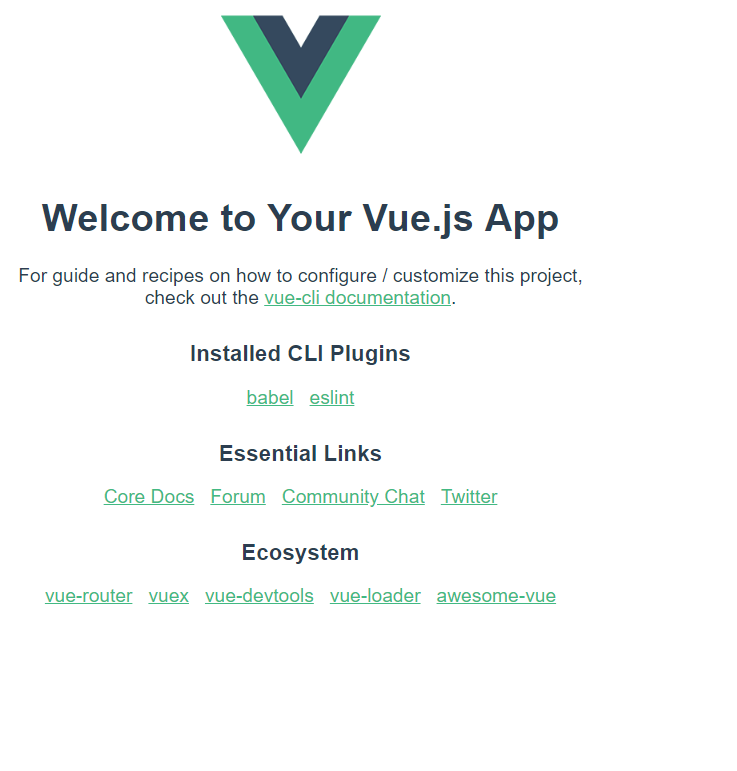 Welcome to Your Vue.js App
For guide and recipes on how to configure / customize this project,
check out the vue-cli documentation.
Installed CLI Plugins
babel eslint
Essential Links
Core Docs Forum Community Chat Twitter
Ecosystem
vue-router vuex vue-devtools vue-loader awesome-vue